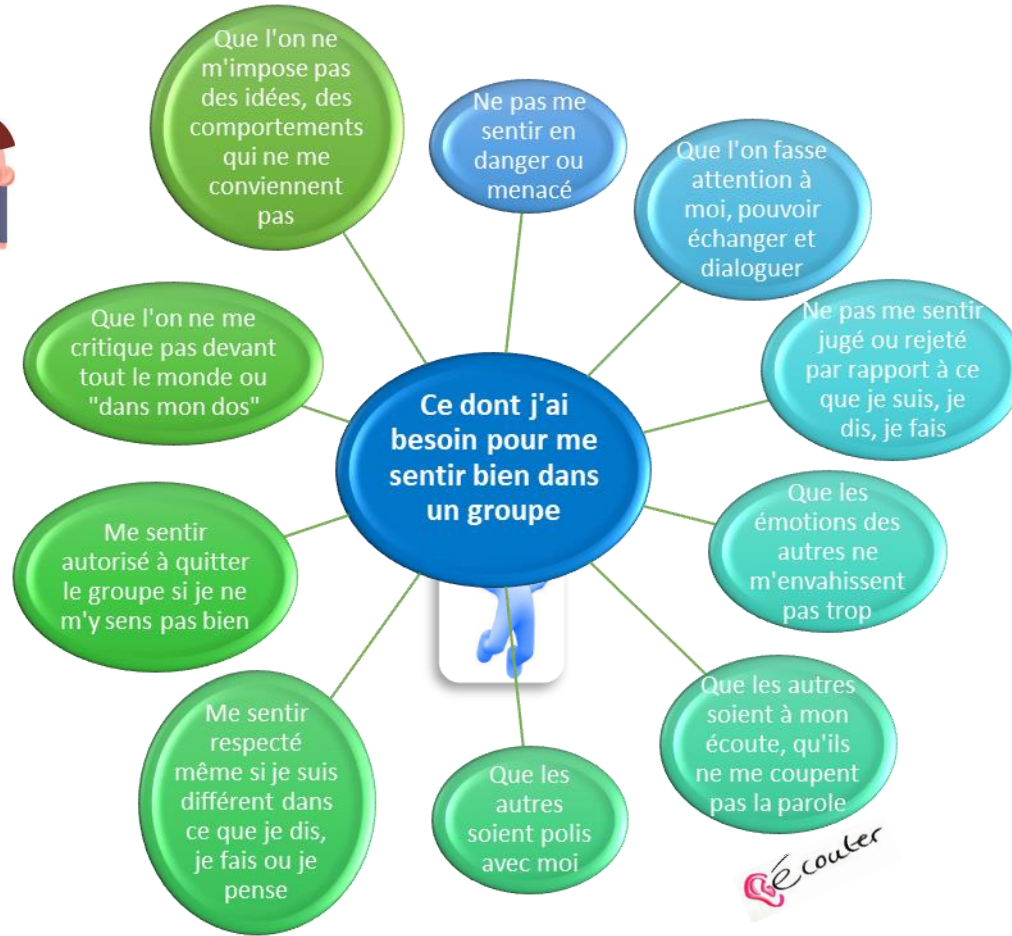 Que l'on ne
m'impose pas
des idées, des
comportements
qui ne me
conviennent
pas
Ne pas me
sentir en
danger ou
menacé
Que l'on fasse
attention à
moi, pouvoir
échanger et
dialoguer
Ne pas me sentir
jugé ou rejeté
par rapport à ce
que je suis, je
dis, je fais
Que les
émotions des
autres ne
m'envahissent
pas trop
Que les autres
soient à mon
écoute, qu'ils
ne me coupent
pas la parole
écouter
Que les
autres
soient polis
avec moi
Me sentir
respecté
même si je suis
différent dans
ce que je dis,
je fais ou je
pense
Me sentir
autorisé à quitter
le groupe si je ne
m'y sens pas bien
Que l'on ne me
critique pas devant
tout le monde ou
"dans mon dos"
Ce dont j'ai
besoin pour me
sentir bien dans
un groupe